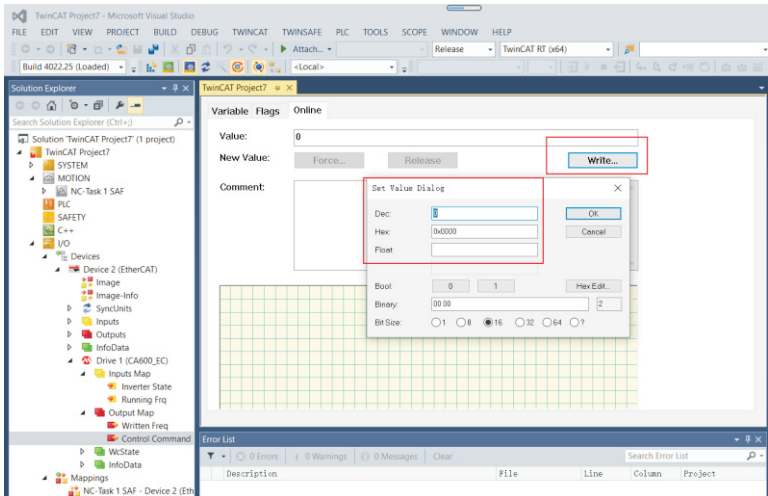 TwinCAT Project7 - Microsoft Visual Studio
FILE EDIT VIEW PROJECT BUILD DEBUG TWINCAT TWINSAFE PLC TOOLS SCOPE WINDOW HELP
Attach... Release TwinCAT RT (x64)
Build 4022.25 (Loaded) <Local>
Solution Explorer
Search Solution Explorer (Ctrl+;)
Solution 'TwinCAT Project7' (1 project)
TwinCAT Project7
SYSTEM
MOTION
NC-Task 1 SAF
PLC
SAFETY
C++
I/O
Devices
Device 2 (EtherCAT)
Image
Image-Info
SyncUnits
Inputs
Outputs
InfoData
Drive 1 (CA600_EC)
Inputs Map
Inverter State
Running Frq
Output Map
Written Freq
Control Command
WcState
InfoData
Mappings
NC-Task 1 SAF - Device 2 (Eth
TwinCAT Project7
Variable Flags Online
Value: 0
New Value: Force... Release Write...
Comment:
Set Value Dialog
Dec: 0 OK
Hex: 0x0000 Cancel
Float:
Bool: 0 1 Hex Edit...
Binary: 00 00 2
Bit Size: 1 8 16 32 64 ?
Error List
0 Errors 0 Warnings 0 Messages Clear Search Error List
Description File Line Column Project